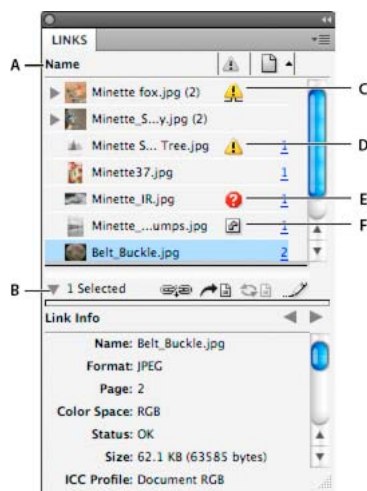 LINKS
A Name
Minette fox.jpg (2) C
Minette_S...y.jpg (2)
Minette S... Tree.jpg 1 D
Minette37.jpg 1
Minette_IR.jpg ? 1 E
Minette_...umps.jpg 1 F
Belt_Buckle.jpg 2
B 1 Selected
Link Info
Name: Belt_Buckle.jpg
Format: JPEG
Page: 2
Color Space: RGB
Status: OK
Size: 62.1 KB (63585 bytes)
ICC Profile: Document RGB